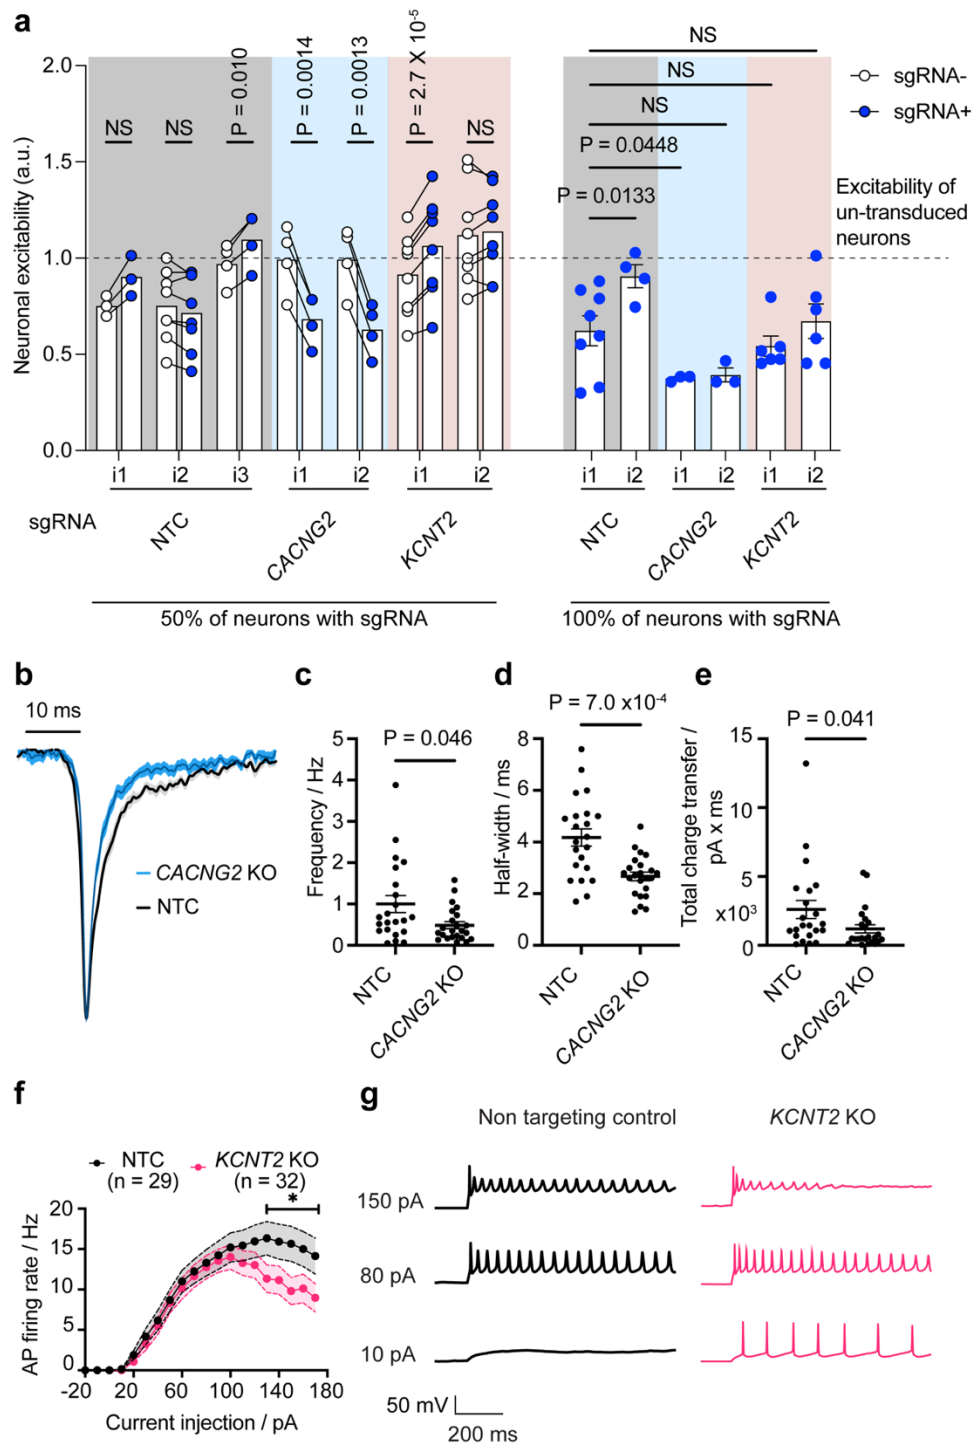 a
Neuronal excitability (a.u.)
2.0
1.5
1.0
0.5
0.0
NS
NS
P = 0.010
P = 0.0014
P = 0.0013
P = 2.7 X 10-5
NS
NS
NS
NS
P = 0.0448
P = 0.0133
sgRNA-
sgRNA+
Excitability of
un-transduced
neurons
i1 i2 i3 i1 i2 i1 i2 i1 i2 i1 i2 i1 i2
sgRNA
NTC CACNG2 KCNT2 NTC CACNG2 KCNT2
50% of neurons with sgRNA 100% of neurons with sgRNA
b
10 ms
CACNG2 KO
NTC
c
P = 0.046
Frequency / Hz
5
4
3
2
1
0
NTC CACNG2 KO
d
P = 7.0 x10-4
Half-width / ms
8
6
4
2
0
NTC CACNG2 KO
e
P = 0.041
Total charge transfer /
pA x ms
15
10
5
x10³
0
NTC CACNG2 KO
f
NTC
(n = 29)
KCNT2 KO
(n = 32)
*
AP firing rate / Hz
20
15
10
5
0
-20 20 60 100 140 180
Current injection / pA
g
Non targeting control KCNT2 KO
150 pA
80 pA
10 pA
50 mV
200 ms